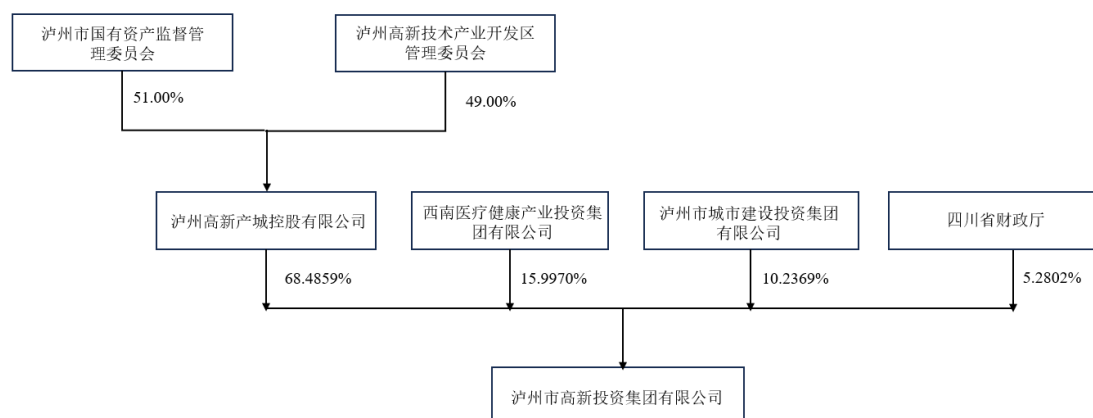 泸州市国有资产监督管
理委员会
泸州高新技术产业开发区
管理委员会
51.00%
49.00%
泸州高新产城控股有限公司
西南医疗健康产业投资集
团有限公司
泸州市城市建设投资集团
有限公司
四川省财政厅
68.4859%
15.9970%
10.2369%
5.2802%
泸州市高新投资集团有限公司